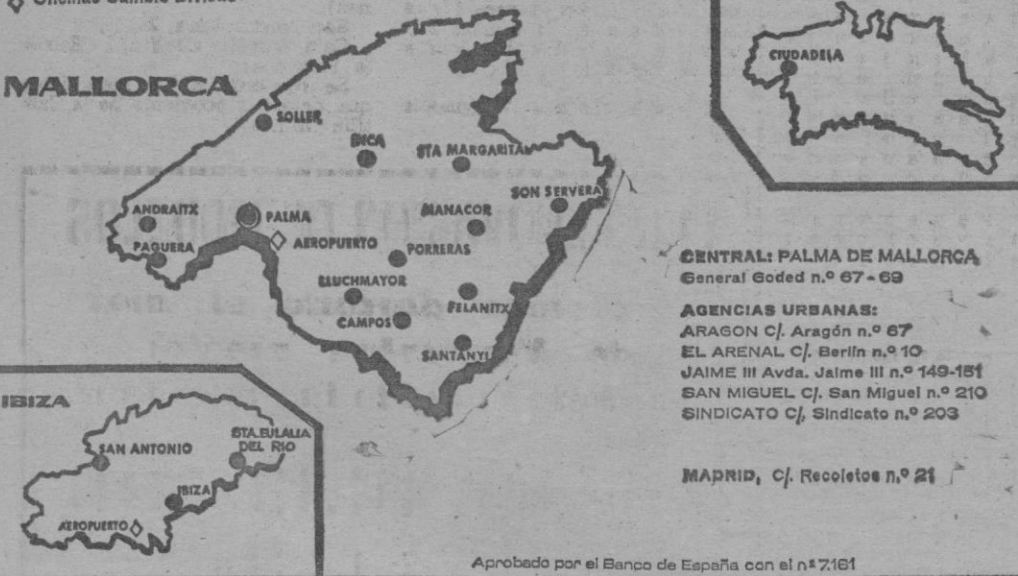 MALLORCA
SOLLER
INCA
STA MARGARITA
SON SERVERA
ANDRAITX
PALMA
MANACOR
PAGUERA
AEROPUERTO
PORRERAS
LLUCHMAYOR
FELANITX
CAMPOS
SANTANYI
CIUDADELA
CENTRAL: PALMA DE MALLORCA
General Goded n.º 67-69
AGENCIAS URBANAS:
ARAGON C/. Aragón n.º 67
EL ARENAL C/. Berlín n.º 10
JAIME III Avda. Jaime III n.º 149-151
SAN MIGUEL C/. San Miguel n.º 210
SINDICATO C/. Sindicato n.º 203
MADRID, C/. Recoletos n.º 21
IBIZA
SAN ANTONIO
STA. EULALIA
DEL RIO
IBIZA
AEROPUERTO
Aprobado por el Banco de España con el n.º 7.161